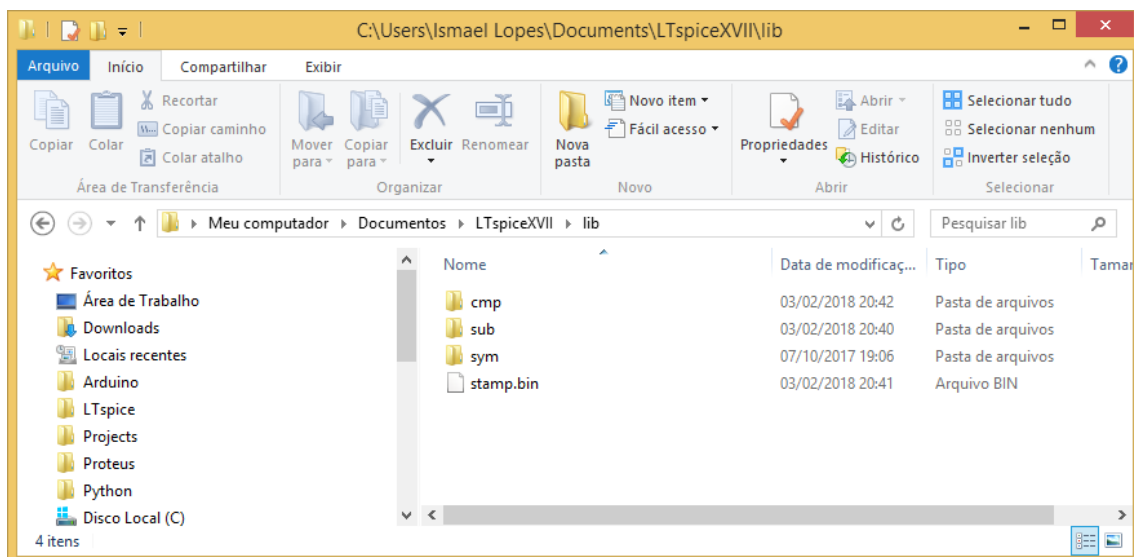 C:\Users\Ismael Lopes\Documents\LTspiceXVII\lib
Arquivo Início Compartilhar Exibir
Copiar
Colar
Recortar
Copiar caminho
Colar atalho
Área de Transferência
Mover para
Copiar para
Excluir
Renomear
Organizar
Nova pasta
Novo item
Fácil acesso
Novo
Propriedades
Abrir
Editar
Histórico
Abrir
Selecionar tudo
Selecionar nenhum
Inverter seleção
Selecionar
Meu computador Documentos LTspiceXVII lib
Pesquisar lib
Favoritos
Área de Trabalho
Downloads
Locais recentes
Arduino
LTspice
Projects
Proteus
Python
Disco Local (C)
Nome Data de modificaç... Tipo Tamar
cmp 03/02/2018 20:42 Pasta de arquivos
sub 03/02/2018 20:40 Pasta de arquivos
sym 07/10/2017 19:06 Pasta de arquivos
stamp.bin 03/02/2018 20:41 Arquivo BIN
4 itens